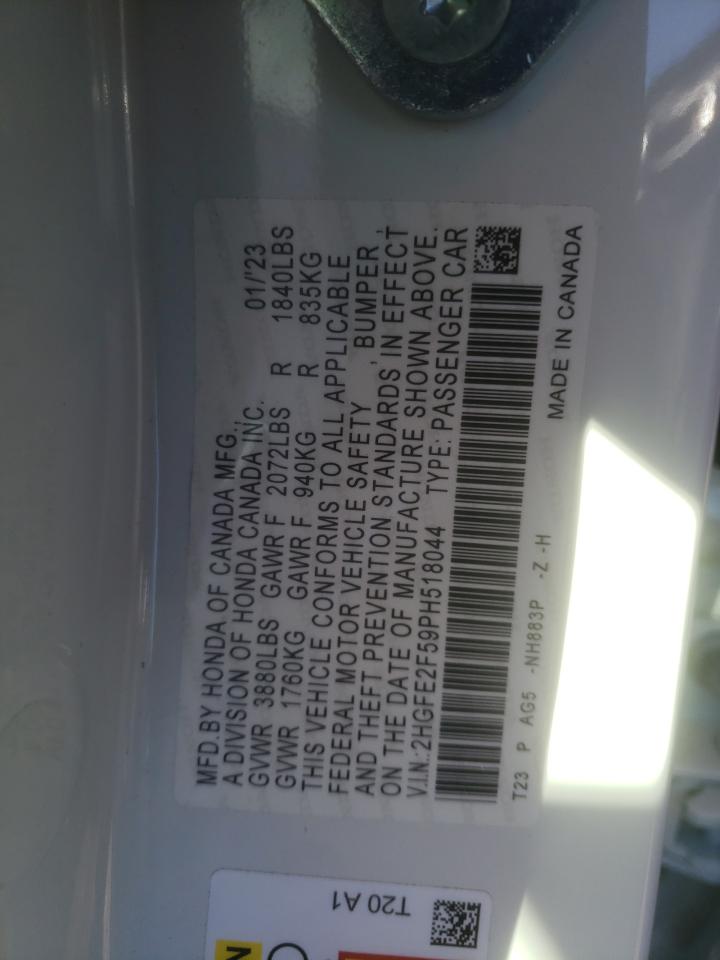 MFD.BY HONDA OF CANADA MFG.,
A DIVISION OF HONDA CANADA INC. 01/'23
GVWR 3880LBS GAWR F 2072LBS R 1840LBS
GVWR 1760KG GAWR F 940KG R 835KG
THIS VEHICLE CONFORMS TO ALL APPLICABLE
FEDERAL MOTOR VEHICLE SAFETY , BUMPER ,
AND THEFT PREVENTION STANDARDS IN EFFECT
ON THE DATE OF MANUFACTURE SHOWN ABOVE.
V.I.N.:2HGFE2F59PH518044 TYPE: PASSENGER CAR
T23 P AG5 -NH883P -Z -H
MADE IN CANADA
T20 A1
N